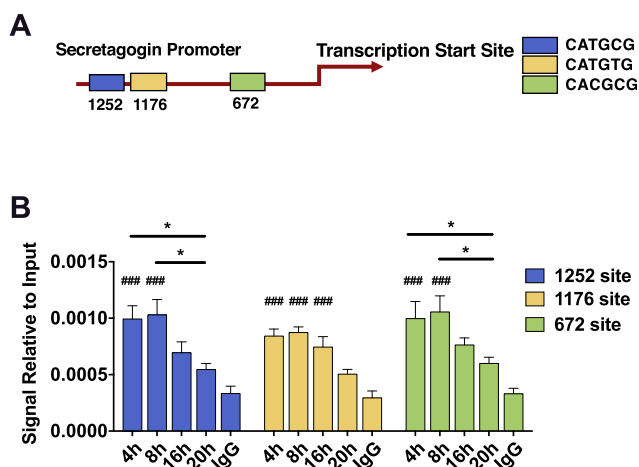 A
Secretagogin Promoter
Transcription Start Site
1252
1176
672
CATGCG
CATGTG
CACGCG
B
Signal Relative to Input
0.0015
0.0010
0.0005
0.0000
*
*
*
*
### ###
### ### ###
### ###
4h 8h 16h 20h IgG
4h 8h 16h 20h IgG
4h 8h 16h 20h IgG
1252 site
1176 site
672 site